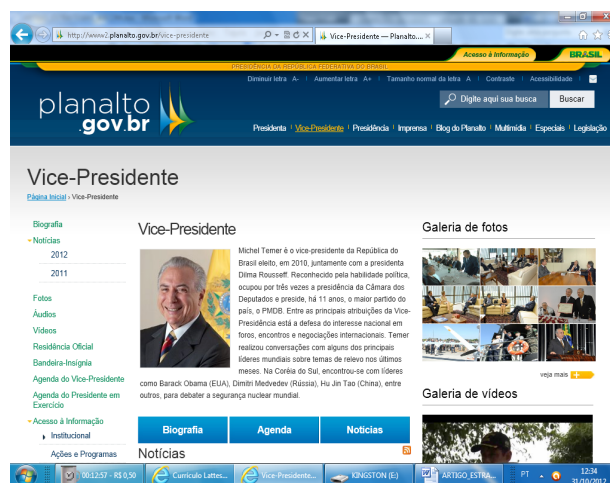 http://www2.planalto.gov.br/vice-presidente
Vice-Presidente — Planalto....
Acesso à Informação
BRASIL
PRESIDÊNCIA DA REPÚBLICA FEDERATIVA DO BRASIL
Diminuir letra A- Aumentar letra A+ Tamanho normal da letra A Contraste Acessibilidade
planalto
.gov.br
Digite aqui sua busca
Buscar
Presidenta Vice-Presidente Presidência Imprensa Blog do Planalto Multimídia Especiais Legislação
Vice-Presidente
Página Inicial › Vice-Presidente
Biografia
Notícias
2012
2011
Fotos
Áudios
Vídeos
Residência Oficial
Bandeira-Insígnia
Agenda do Vice-Presidente
Agenda do Presidente em
Exercício
Acesso à Informação
Institucional
Ações e Programas
Vice-Presidente
Michel Temer é o vice-presidente da República do
Brasil eleito, em 2010, juntamente com a presidenta
Dilma Rousseff. Reconhecido pela habilidade política,
ocupou por três vezes a presidência da Câmara dos
Deputados e preside, há 11 anos, o maior partido do
país, o PMDB. Entre as principais atribuições da Vice-
Presidência está a defesa do interesse nacional em
foros, encontros e negociações internacionais. Temer
realizou conversações com alguns dos principais
líderes mundiais sobre temas de relevo nos últimos
meses. Na Coréia do Sul, encontrou-se com líderes
como Barack Obama (EUA), Dimitri Medvedev (Rússia), Hu Jin Tao (China), entre
outros, para debater a segurança nuclear mundial.
Biografia
Agenda
Notícias
Notícias
Galeria de fotos
veja mais
Galeria de vídeos
00:12:57 - R$ 0,50
Currículo Lattes...
Vice-Presidente...
KINGSTON (E:)
ARTIGO_ESTRA...
PT
12:34
31/10/2012